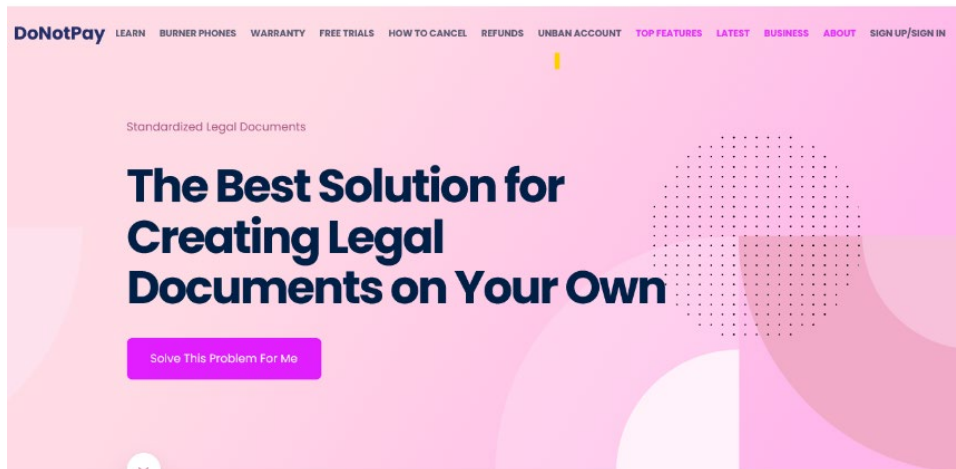 DoNotPay LEARN BURNER PHONES WARRANTY FREE TRIALS HOW TO CANCEL REFUNDS UNBAN ACCOUNT TOP FEATURES LATEST BUSINESS ABOUT SIGN UP/SIGN IN
Standardized Legal Documents
The Best Solution for
Creating Legal
Documents on Your Own
Solve This Problem For Me